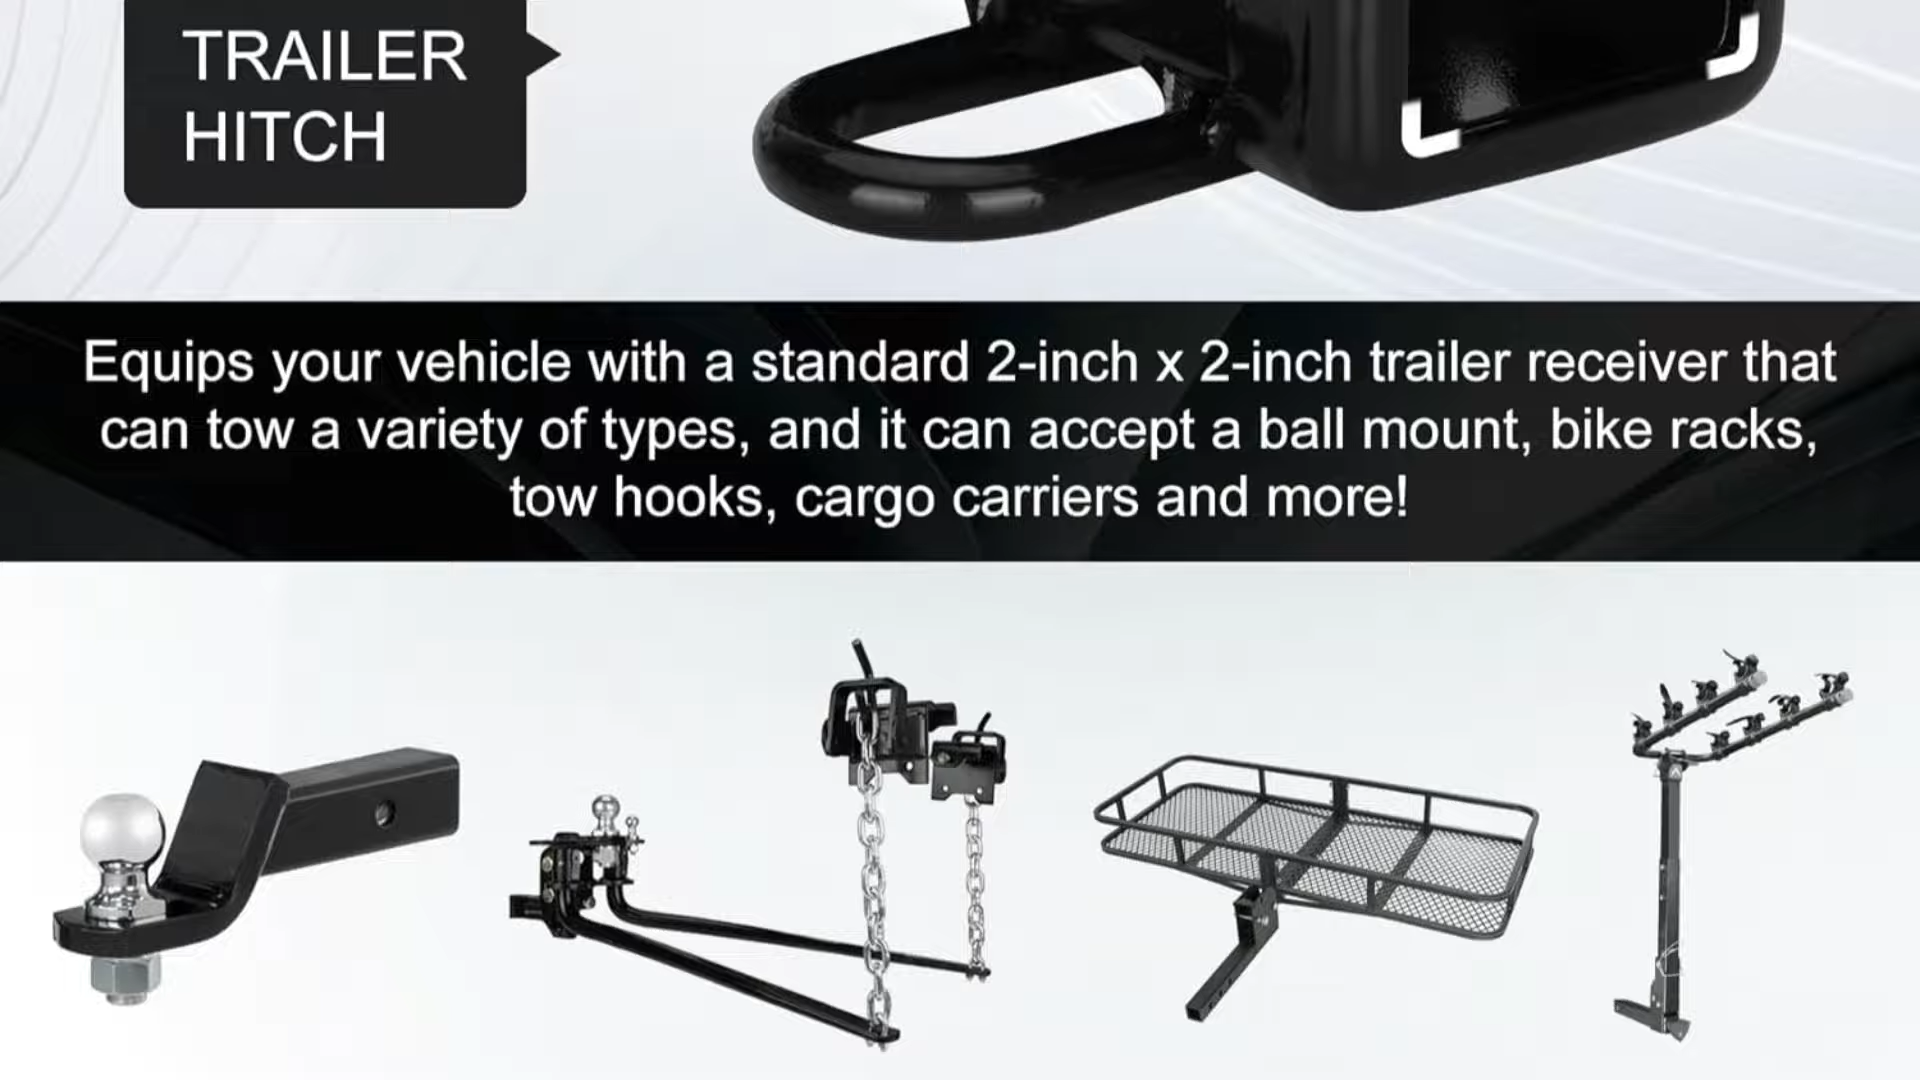 TRAILER
HITCH
Equips your vehicle with a standard 2-inch x 2-inch trailer receiver that
can tow a variety of types, and it can accept a ball mount, bike racks,
tow hooks, cargo carriers and more!